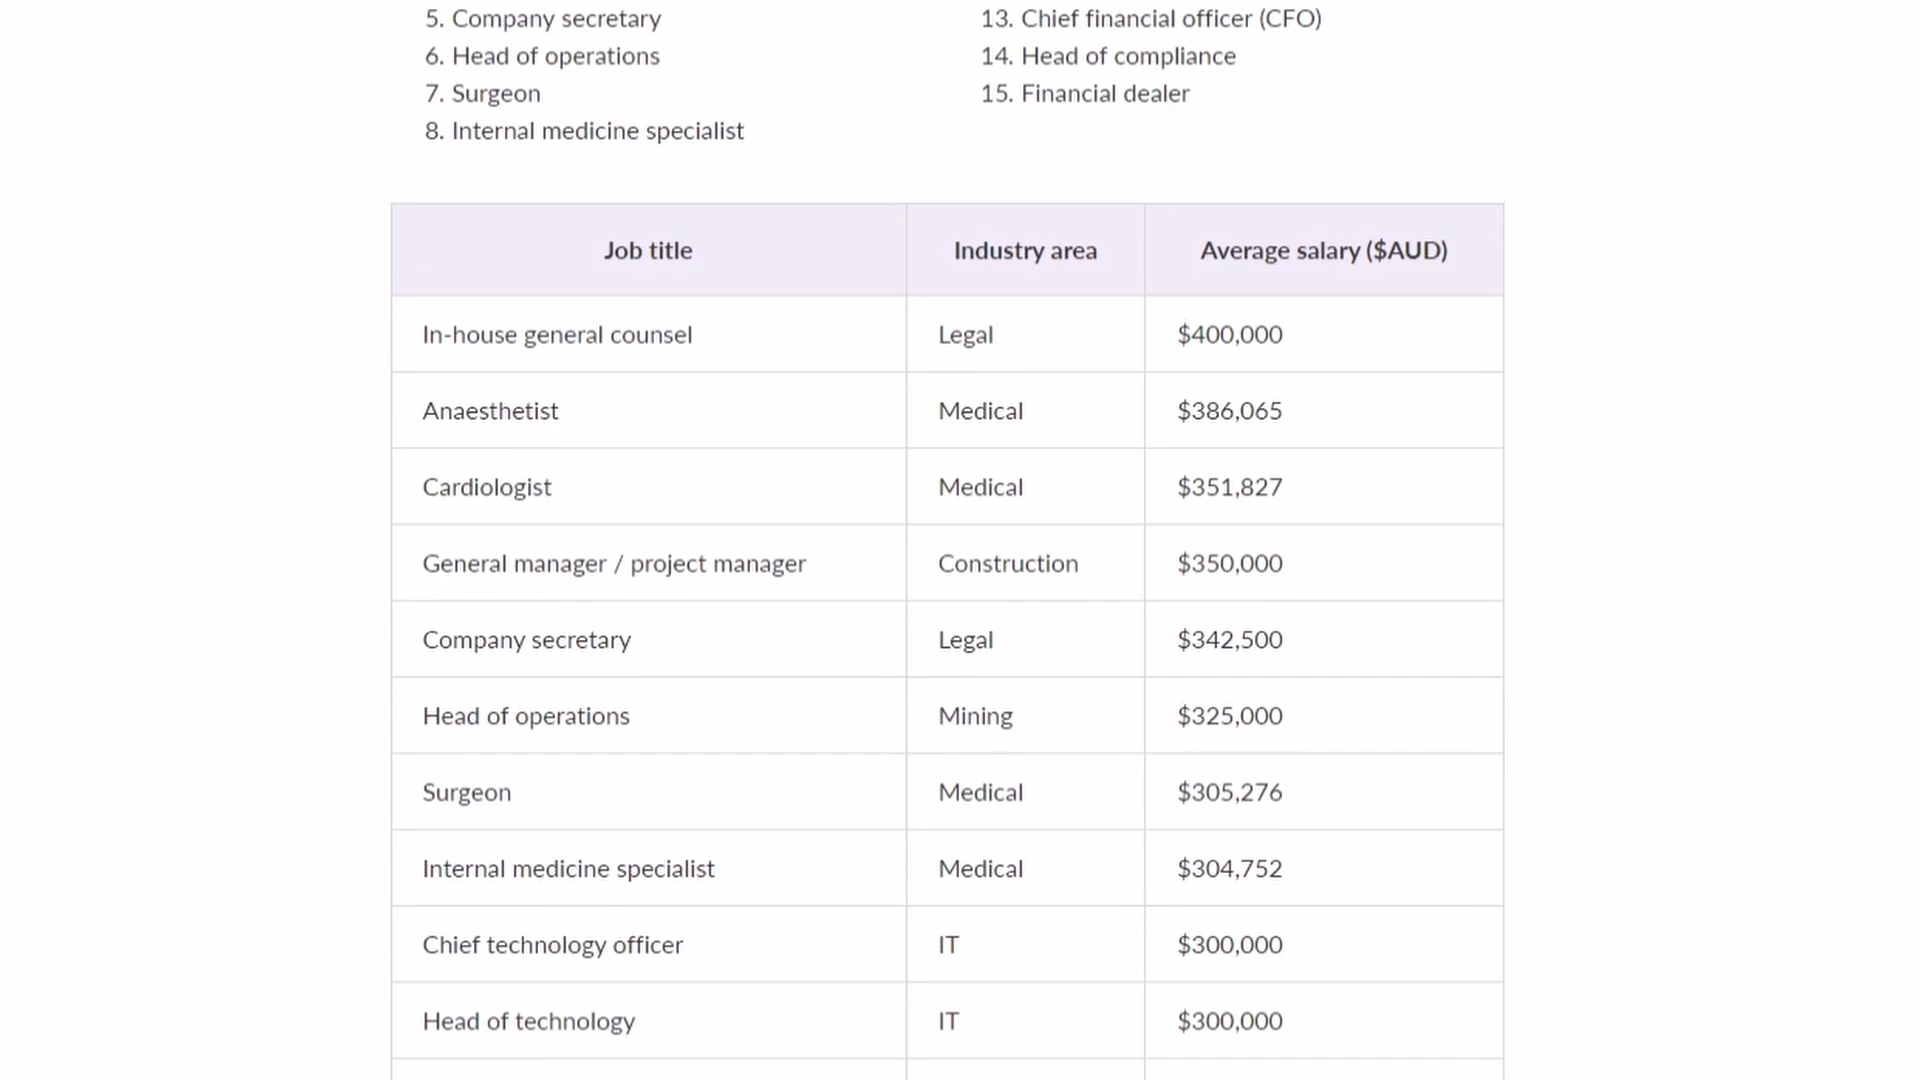 5. Company secretary
6. Head of operations
7. Surgeon
8. Internal medicine specialist
13. Chief financial officer (CFO)
14. Head of compliance
15. Financial dealer
Job title Industry area Average salary ($AUD)
In-house general counsel Legal $400,000
Anaesthetist Medical $386,065
Cardiologist Medical $351,827
General manager / project manager Construction $350,000
Company secretary Legal $342,500
Head of operations Mining $325,000
Surgeon Medical $305,276
Internal medicine specialist Medical $304,752
Chief technology officer IT $300,000
Head of technology IT $300,000